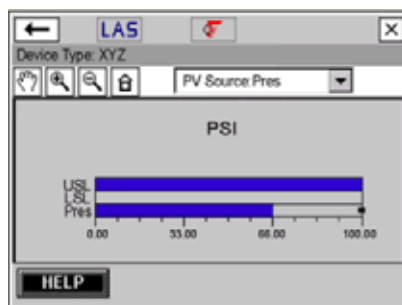 LAS
Device Type: XYZ
PV Source:Pres
PSI
USL
LSL
Pres
0.00 33.00 66.00 100.00
HELP